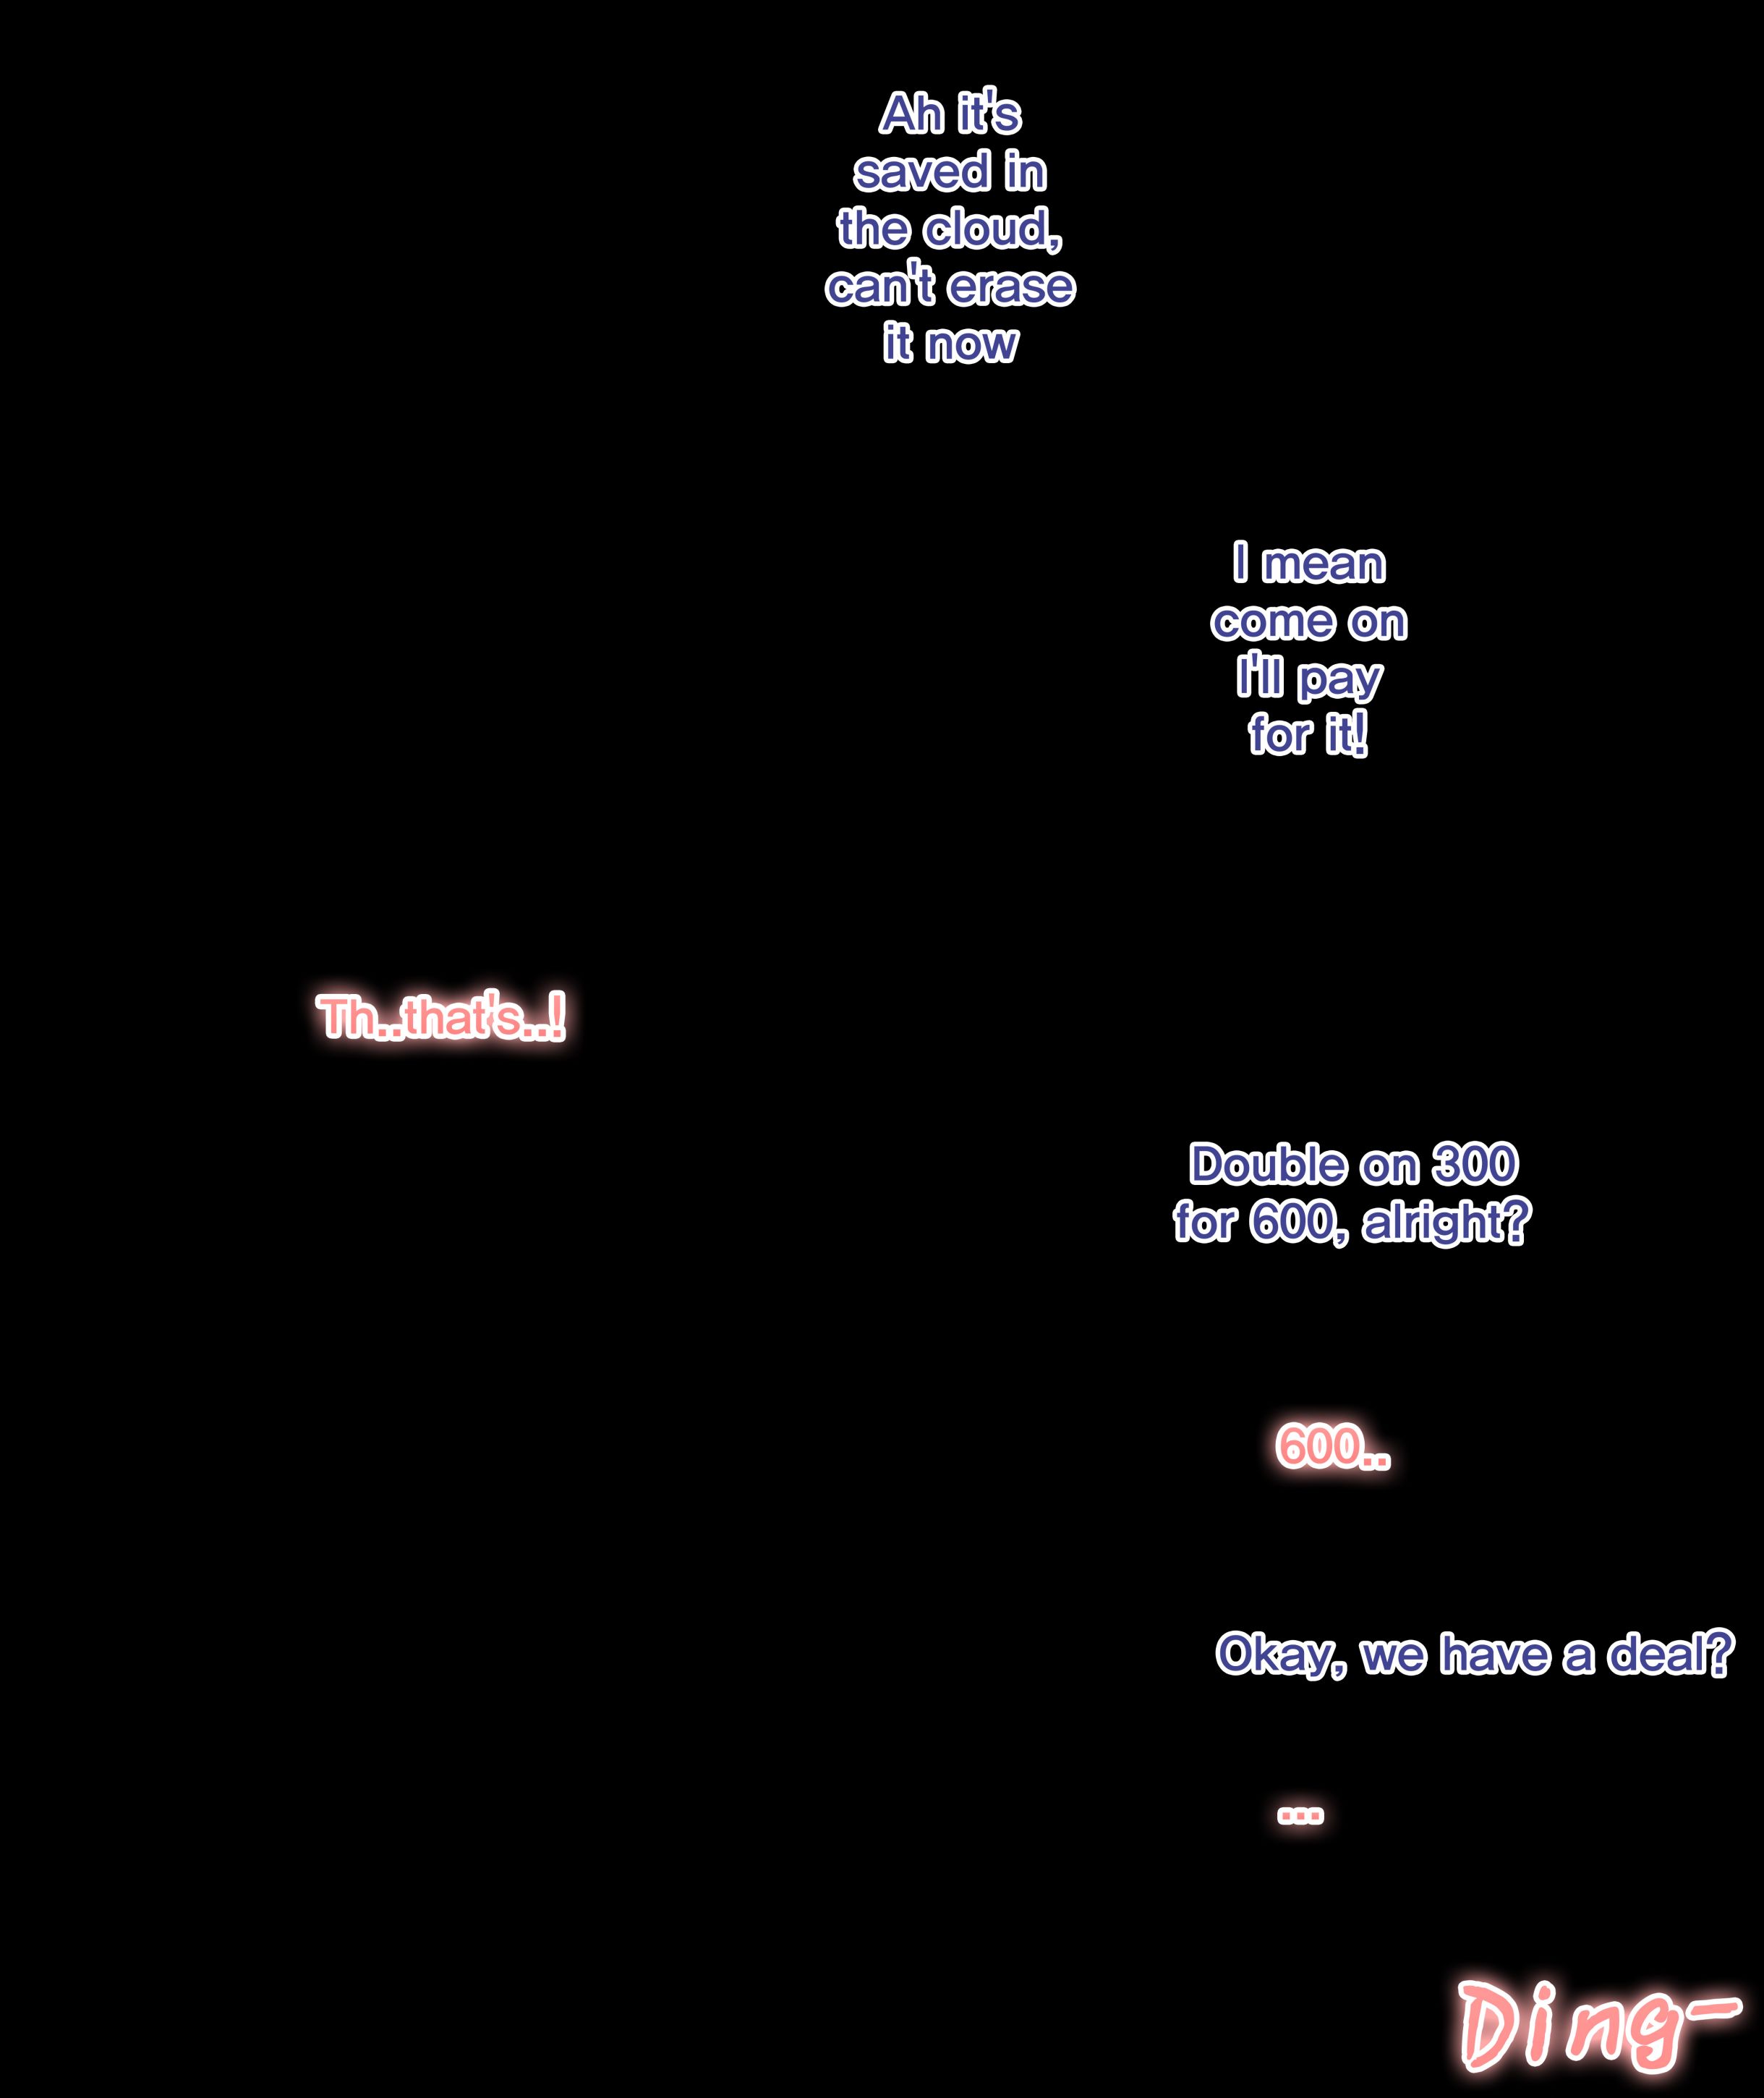 Ah it's
saved in
the cloud,
can't erase
it now
I mean
come on
I'll pay
for it!
Th..that's..!
Double on 300
for 600, alright?
600..
Okay, we have a deal?
...
Ding-